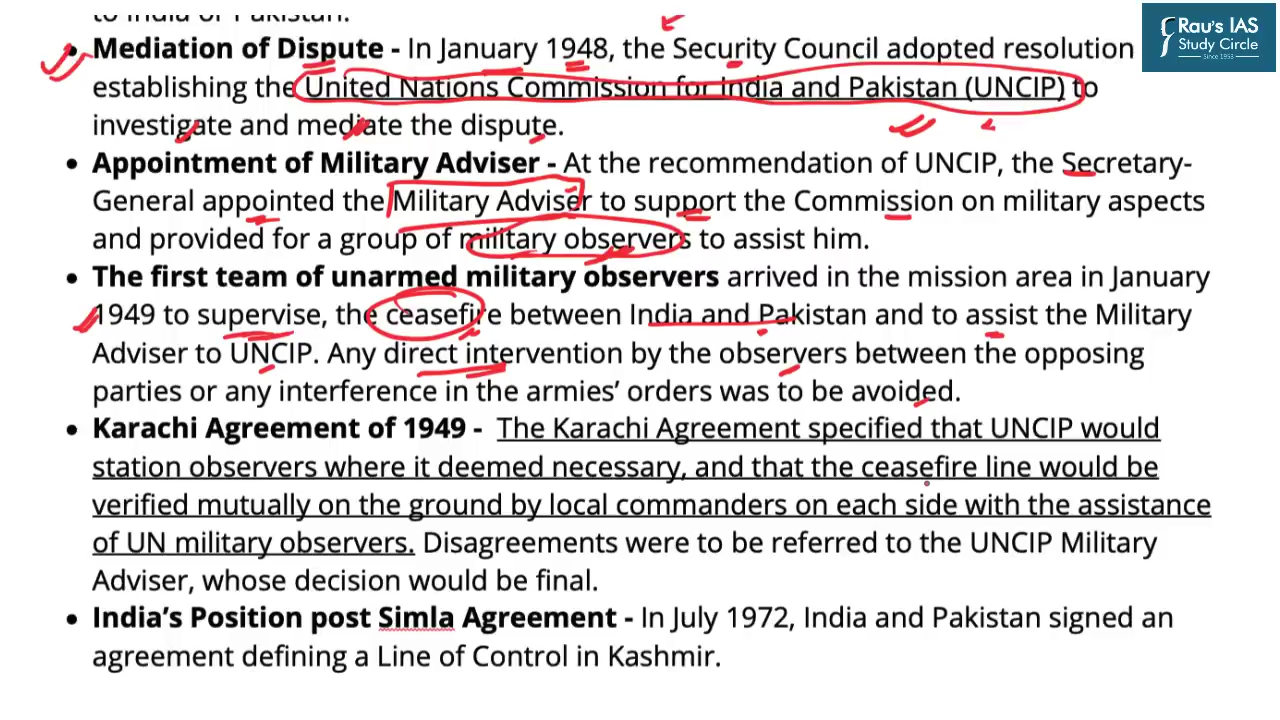 to India or Pakistan.
Rau's IAS
Study Circle
Since 1953
• Mediation of Dispute - In January 1948, the Security Council adopted resolution
establishing the United Nations Commission for India and Pakistan (UNCIP) to
investigate and mediate the dispute.
• Appointment of Military Adviser - At the recommendation of UNCIP, the Secretary-
General appointed the Military Adviser to support the Commission on military aspects
and provided for a group of military observers to assist him.
• The first team of unarmed military observers arrived in the mission area in January
1949 to supervise, the ceasefire between India and Pakistan and to assist the Military
Adviser to UNCIP. Any direct intervention by the observers between the opposing
parties or any interference in the armies’ orders was to be avoided.
• Karachi Agreement of 1949 - The Karachi Agreement specified that UNCIP would
station observers where it deemed necessary, and that the ceasefire line would be
verified mutually on the ground by local commanders on each side with the assistance
of UN military observers. Disagreements were to be referred to the UNCIP Military
Adviser, whose decision would be final.
• India’s Position post Simla Agreement - In July 1972, India and Pakistan signed an
agreement defining a Line of Control in Kashmir.